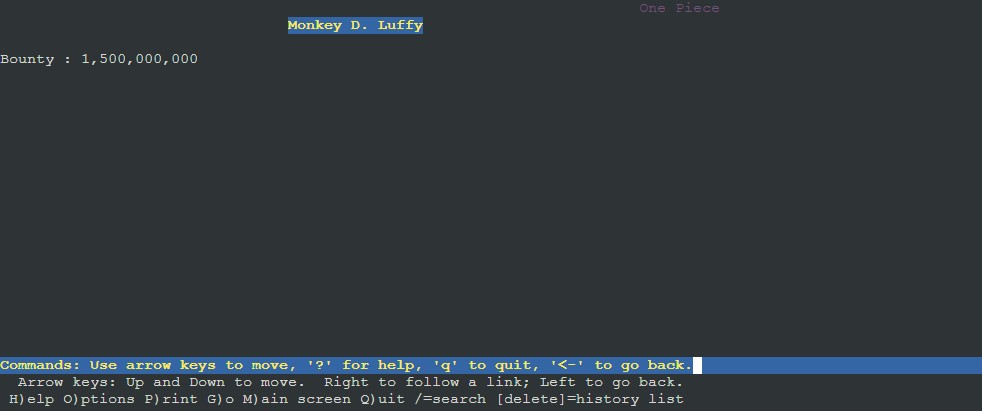 One Piece
Monkey D. Luffy
Bounty : 1,500,000,000
Commands: Use arrow keys to move, '?' for help, 'q' to quit, '<-' to go back.
Arrow keys: Up and Down to move.  Right to follow a link; Left to go back.
H)elp O)ptions P)rint G)o M)ain screen Q)uit /=search [delete]=history list